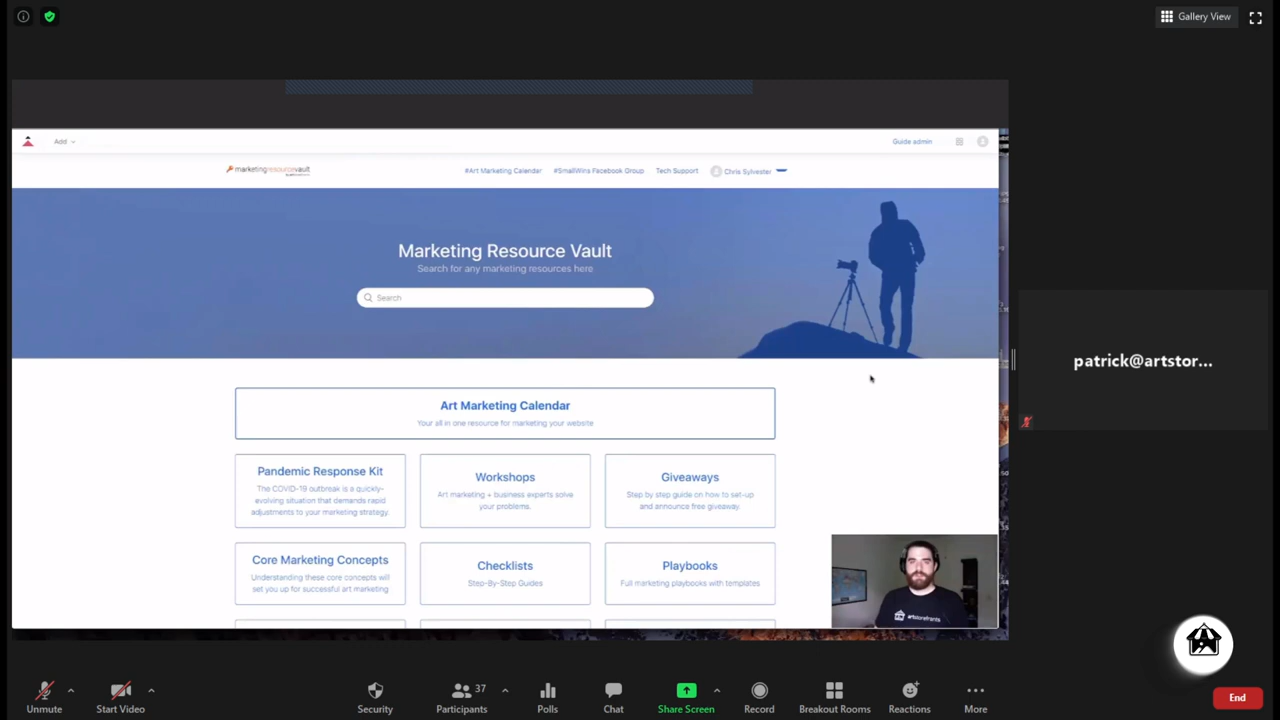 Gallery View
Add
Guide admin
marketingresourcevault
#Art Marketing Calendar
#SmallWins Facebook Group
Tech Support
Chris Sylvester
Marketing Resource Vault
Search for any marketing resources here
Search
Art Marketing Calendar
Your all in one resource for marketing your website
Pandemic Response Kit
The COVID-19 outbreak is a quickly-
evolving situation that demands rapid
adjustments to your marketing strategy.
Workshops
Art marketing + business experts solve
your problems.
Giveaways
Step by step guide on how to set-up
and announce free giveaway.
Core Marketing Concepts
Understanding these core concepts will
set you up for successful art marketing
Checklists
Step-By-Step Guides
Playbooks
Full marketing playbooks with templates
artstorefronts
patrick@artstor...
Unmute
Start Video
Security
Participants
37
Polls
Chat
Share Screen
Record
Breakout Rooms
Reactions
More
End